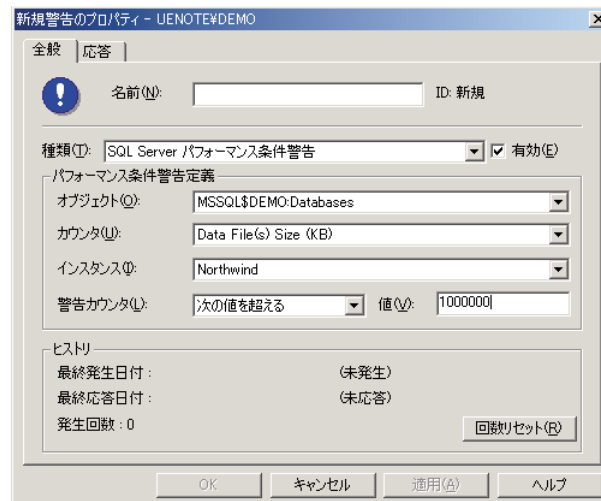 新規警告のプロパティ - UENOTE¥DEMO
全般 応答
名前(N): ID: 新規
種類(T): SQL Server パフォーマンス条件警告 有効(E)
パフォーマンス条件警告定義
オブジェクト(O): MSSQL$DEMO:Databases
カウンタ(U): Data File(s) Size (KB)
インスタンス(I): Northwind
警告カウンタ(L): 次の値を超える 値(V): 1000000
ヒストリ
最終発生日付 : (未発生)
最終応答日付 : (未応答)
発生回数 : 0 回数リセット(R)
OK キャンセル 適用(A) ヘルプ